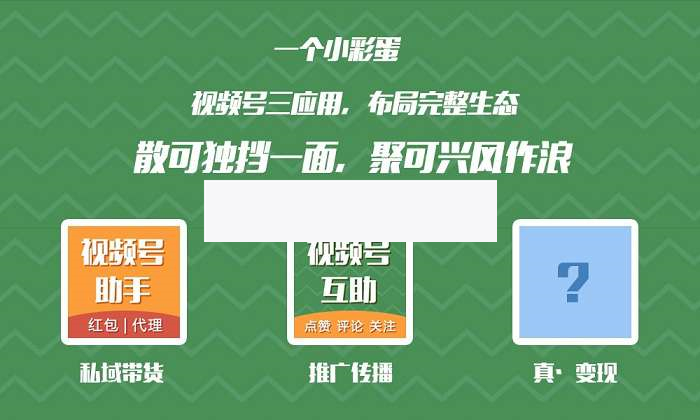 一个小彩蛋
视频号三应用，布局完整生态
散可独挡一面，聚可兴风作浪
视频号
助手
红包 | 代理
视频号
互助
点赞 评论 关注
?
私域带货
推广传播
真·变现